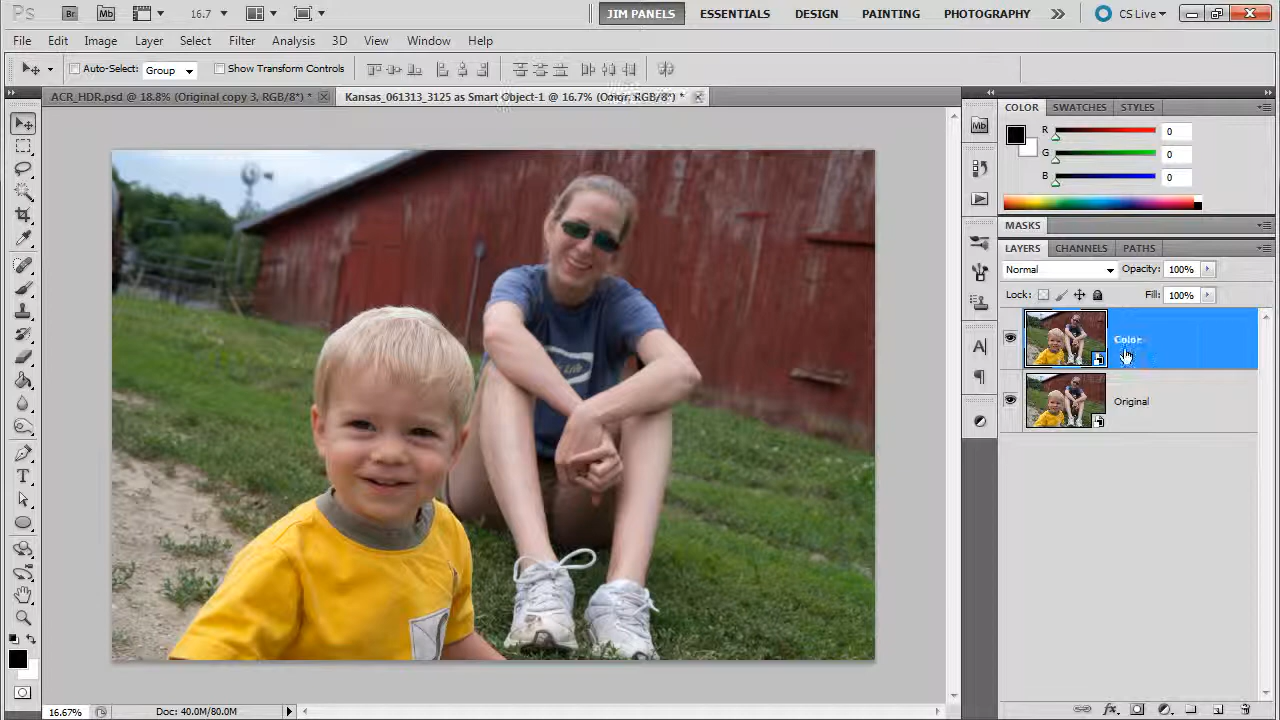 Ps Br Mb 16.7 JIM PANELS ESSENTIALS DESIGN PAINTING PHOTOGRAPHY CS Live
File Edit Image Layer Select Filter Analysis 3D View Window Help
Auto-Select: Group Show Transform Controls
ACR_HDR.psd @ 18.8% (Original copy 3, RGB/8*) * Kansas_061313_3125 as Smart Object-1 @ 16.7% (Color, RGB/8*) *
COLOR SWATCHES STYLES
Mb
R 0
G 0
B 0
MASKS
LAYERS CHANNELS PATHS
Normal Opacity: 100%
Lock: Fill: 100%
Color
Original
16.67% Doc: 40.0M/80.0M